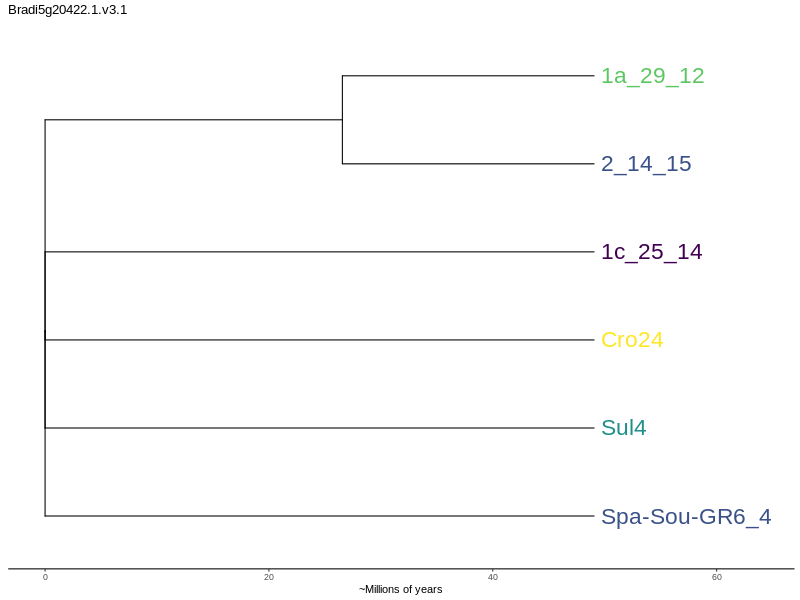 Bradi5g20422.1.v3.1
1a_29_12
2_14_15
1c_25_14
Cro24
Sul4
Spa-Sou-GR6_4
0 20 40 60
~Millions of years